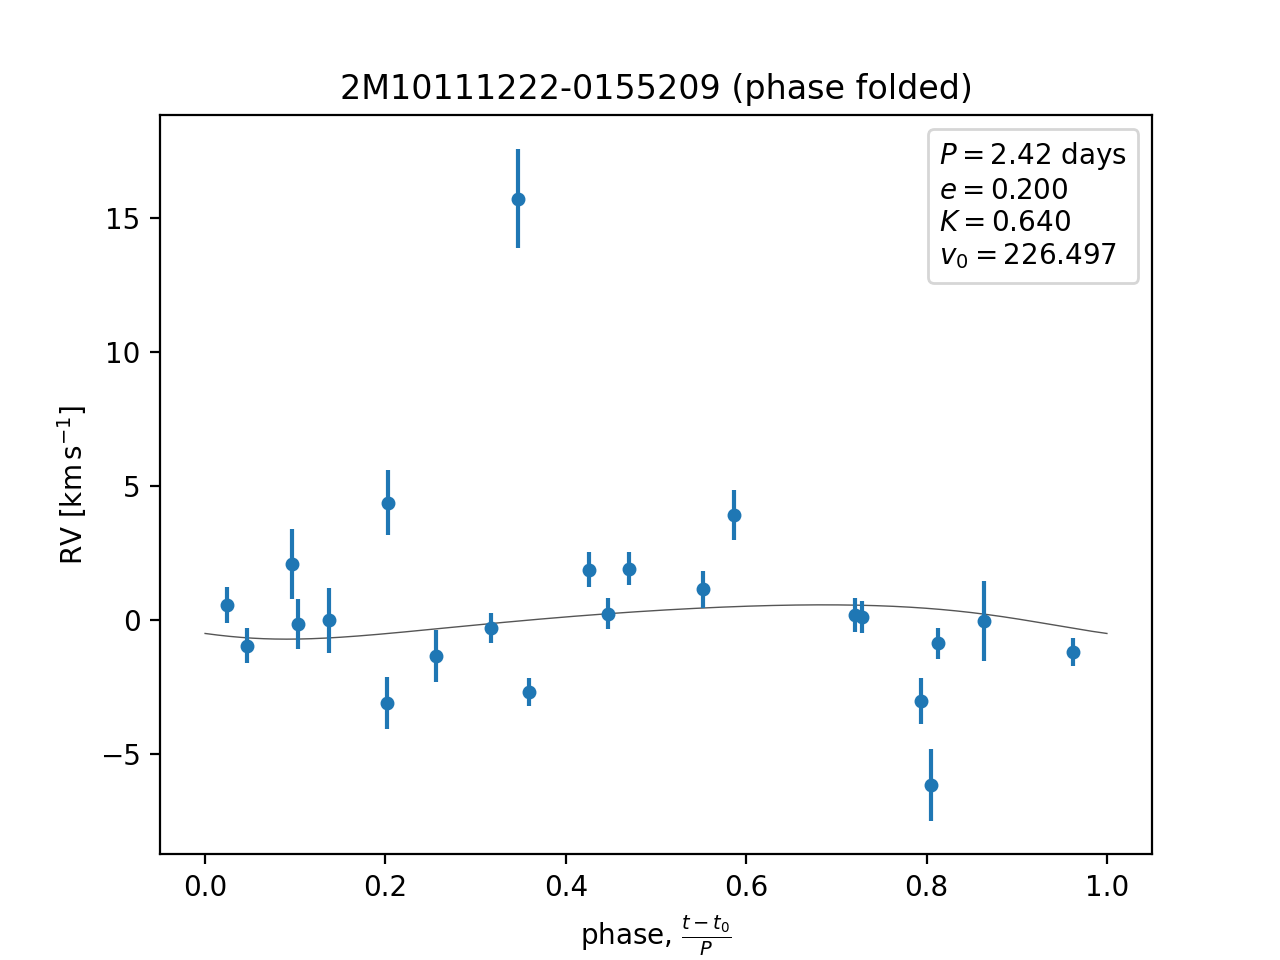 2M10111222-0155209 (phase folded)
P = 2.42 days
e = 0.200
K = 0.640
v₀ = 226.497
15
10
5
0
−5
RV [km s⁻¹]
0.0 0.2 0.4 0.6 0.8 1.0
phase, (t − t₀)/P